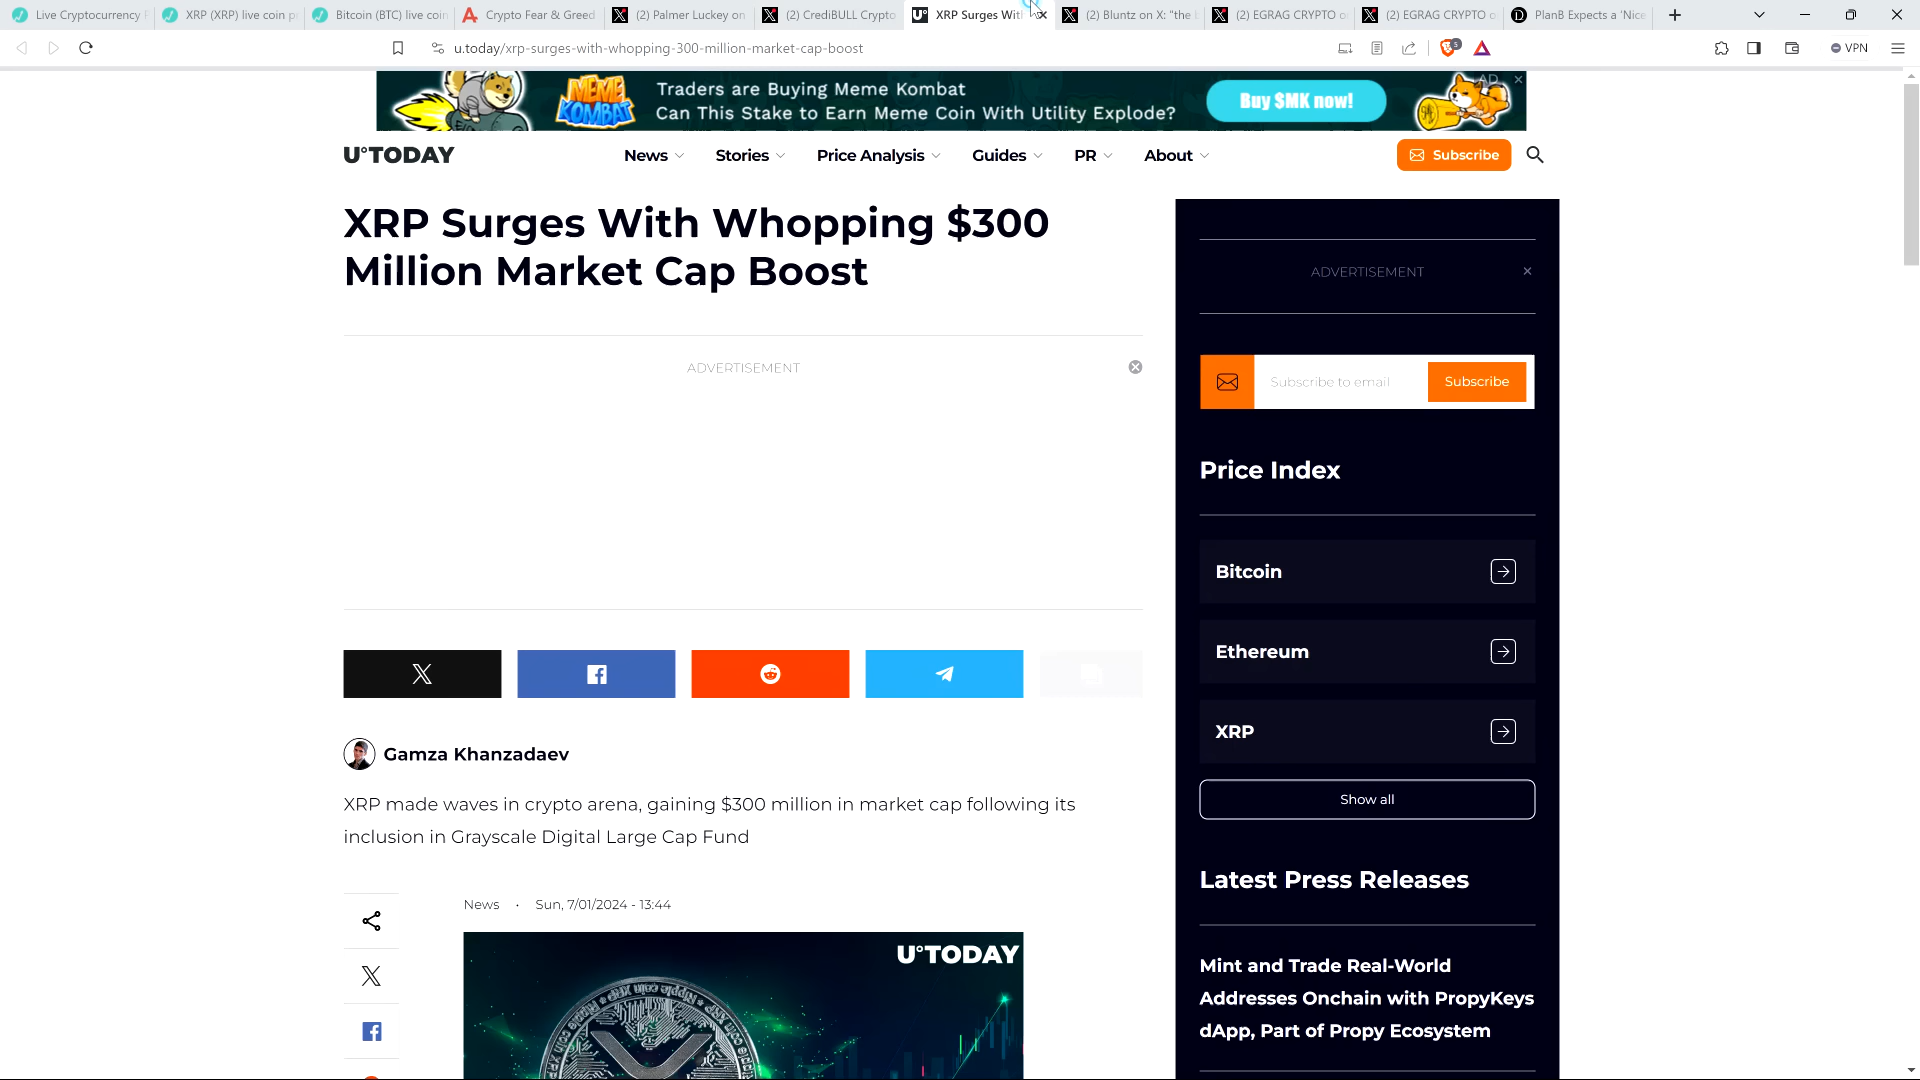 Live Cryptocurrency P
XRP (XRP) live coin pr
Bitcoin (BTC) live coin
Crypto Fear & Greed
(2) Palmer Luckey on
(2) CrediBULL Crypto
XRP Surges Wit
(2) Bluntz on X: "the
(2) EGRAG CRYPTO o
(2) EGRAG CRYPTO o
PlanB Expects a 'Nice
u.today/xrp-surges-with-whopping-300-million-market-cap-boost
5
VPN
MEME KOMBAT
Traders are Buying Meme Kombat
Can This Stake to Earn Meme Coin With Utility Explode?
Buy $MK now!
AD
U°TODAY
News
Stories
Price Analysis
Guides
PR
About
Subscribe
XRP Surges With Whopping $300
Million Market Cap Boost
ADVERTISEMENT
Gamza Khanzadaev
XRP made waves in crypto arena, gaining $300 million in market cap following its
inclusion in Grayscale Digital Large Cap Fund
News • Sun, 7/01/2024 - 13:44
U°TODAY
ADVERTISEMENT
Subscribe to email
Subscribe
Price Index
Bitcoin
Ethereum
XRP
Show all
Latest Press Releases
Mint and Trade Real-World
Addresses Onchain with PropyKeys
dApp, Part of Propy Ecosystem